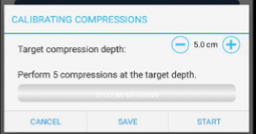 CALIBRATING COMPRESSIONS
Target compression depth: 5.0 cm
Perform 5 compressions at the target depth.
CANCEL SAVE START